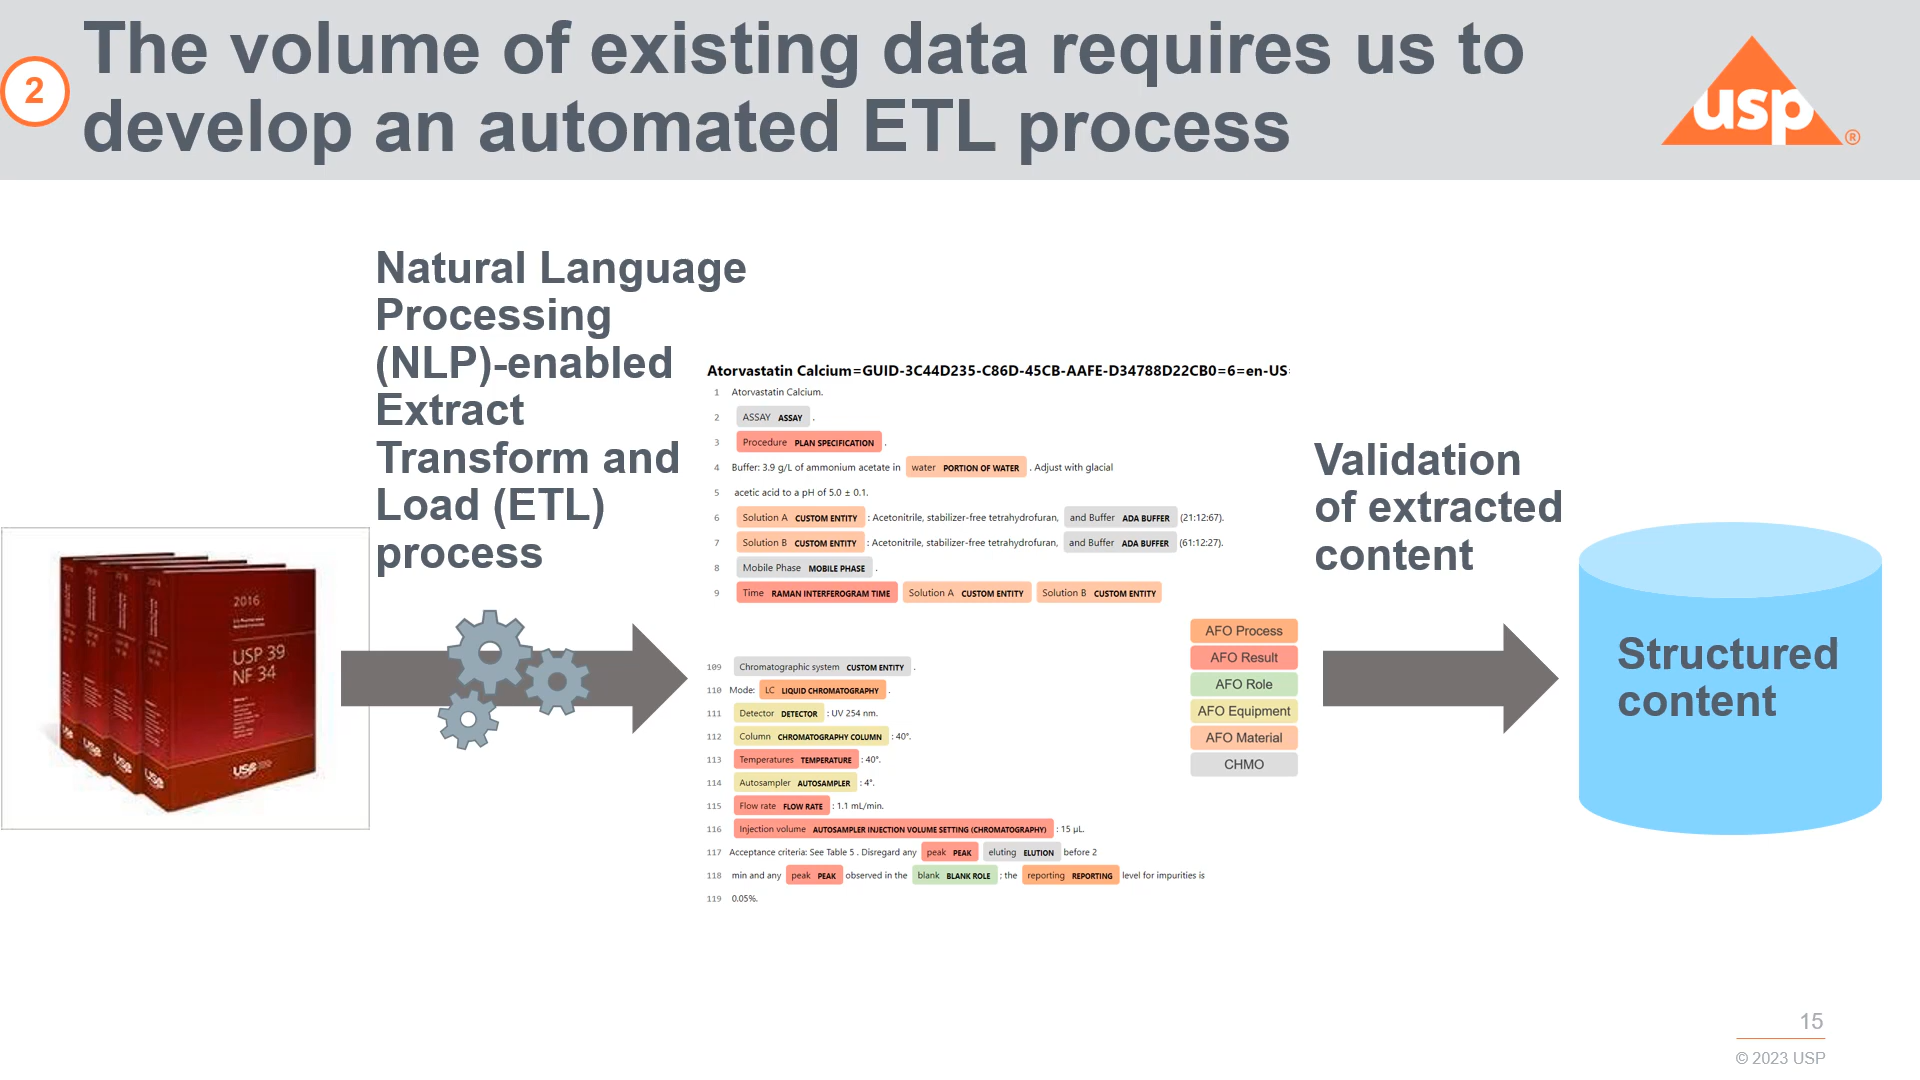 The volume of existing data requires us to
develop an automated ETL process
2
usp®
Natural Language
Processing
(NLP)-enabled
Extract
Transform and
Load (ETL)
process
2016
USP 39
NF 34
USP
Atorvastatin Calcium=GUID-3C44D235-C86D-45CB-AAFE-D34788D22CB0=6=en-US
1 Atorvastatin Calcium.
2 ASSAY ASSAY .
3 Procedure PLAN SPECIFICATION .
4 Buffer: 3.9 g/L of ammonium acetate in water PORTION OF WATER . Adjust with glacial
5 acetic acid to a pH of 5.0 ± 0.1.
6 Solution A CUSTOM ENTITY : Acetonitrile, stabilizer-free tetrahydrofuran, and Buffer ADA BUFFER (21:12:67).
7 Solution B CUSTOM ENTITY : Acetonitrile, stabilizer-free tetrahydrofuran, and Buffer ADA BUFFER (61:12:27).
8 Mobile Phase MOBILE PHASE .
9 Time RAMAN INTERFEROGRAM TIME Solution A CUSTOM ENTITY Solution B CUSTOM ENTITY
109 Chromatographic system CUSTOM ENTITY .
110 Mode: LC LIQUID CHROMATOGRAPHY .
111 Detector DETECTOR : UV 254 nm.
112 Column CHROMATOGRAPHY COLUMN : 40°.
113 Temperatures TEMPERATURE : 40°.
114 Autosampler AUTOSAMPLER : 4°.
115 Flow rate FLOW RATE : 1.1 mL/min.
116 Injection volume AUTOSAMPLER INJECTION VOLUME SETTING (CHROMATOGRAPHY) : 15 µL.
117 Acceptance criteria: See Table 5 . Disregard any peak PEAK eluting ELUTION before 2
118 min and any peak PEAK observed in the blank BLANK ROLE ; the reporting REPORTING level for impurities is
119 0.05%.
AFO Process
AFO Result
AFO Role
AFO Equipment
AFO Material
CHMO
Validation
of extracted
content
Structured
content
15
© 2023 USP